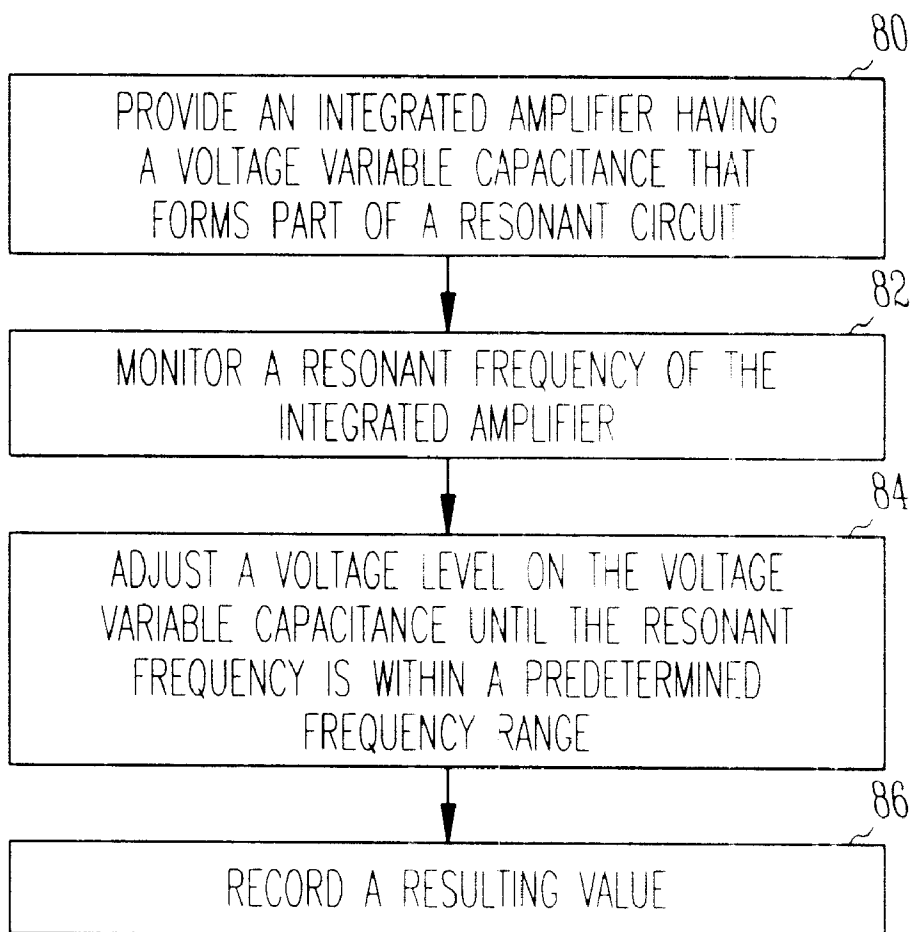 80
PROVIDE AN INTEGRATED AMPLIFIER HAVING
A VOLTAGE VARIABLE CAPACITANCE THAT
FORMS PART OF A RESONANT CIRCUIT
82
MONITOR A RESONANT FREQUENCY OF THE
INTEGRATED AMPLIFIER
84
ADJUST A VOLTAGE LEVEL ON THE VOLTAGE
VARIABLE CAPACITANCE UNTIL THE RESONANT
FREQUENCY IS WITHIN A PREDETERMINED
FREQUENCY RANGE
86
RECORD A RESULTING VALUE